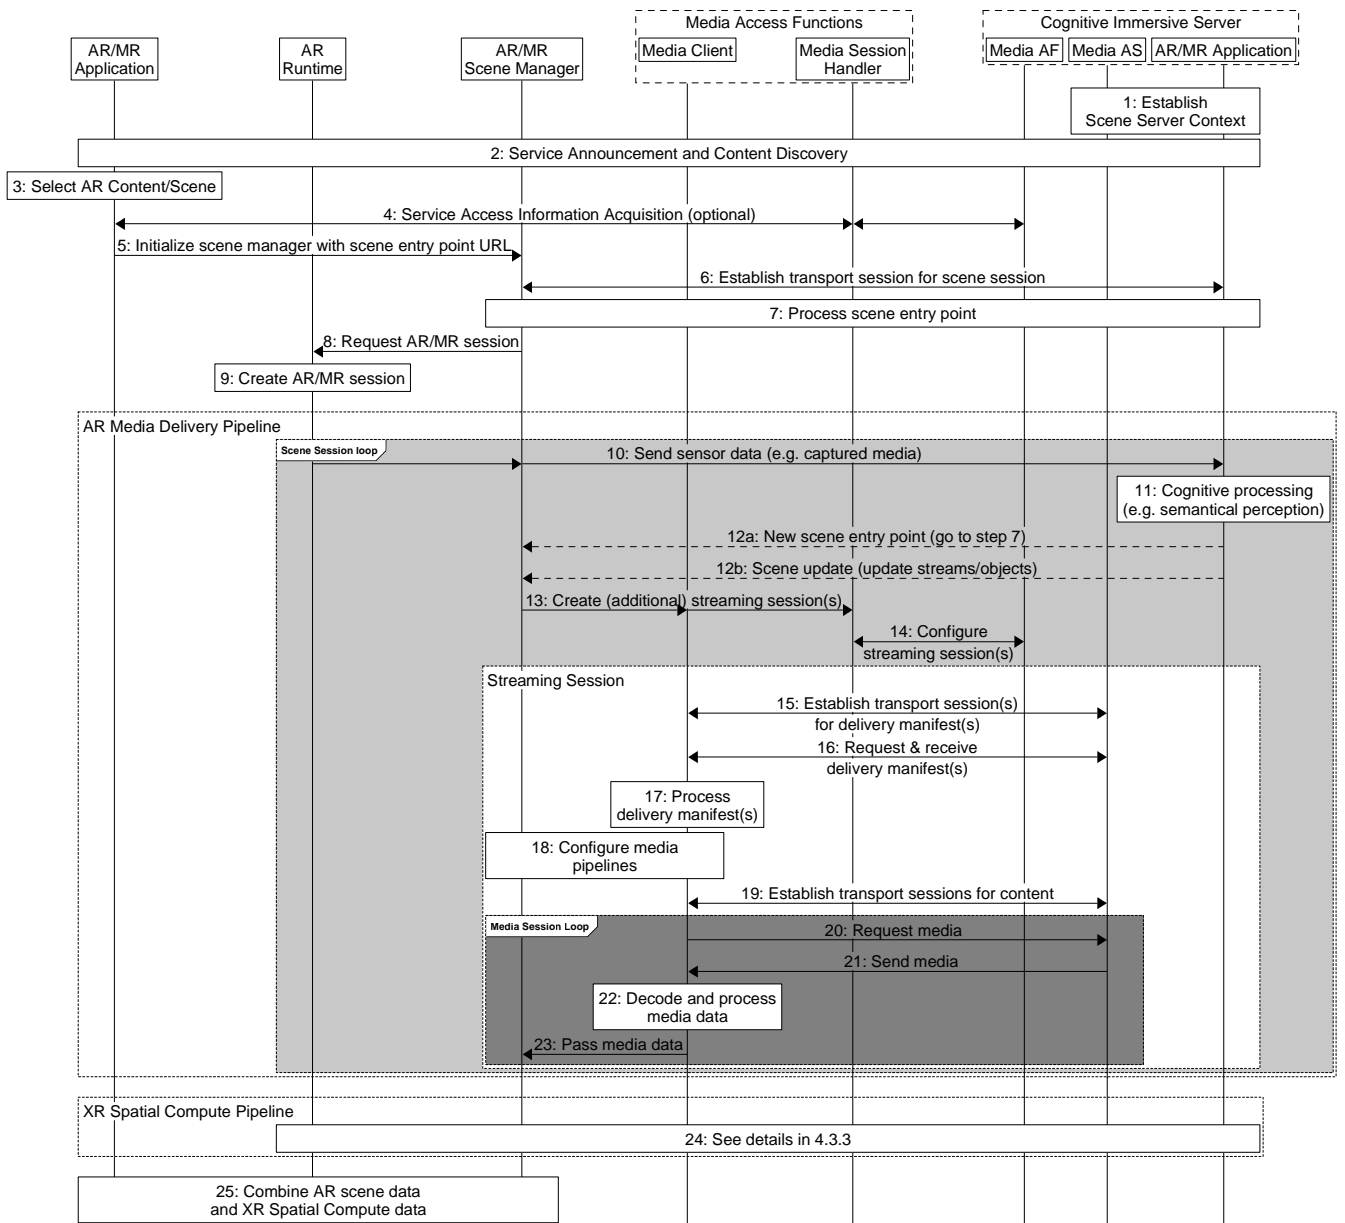 Media Access Functions
Cognitive Immersive Server
AR/MR
Application
AR
Runtime
AR/MR
Scene Manager
Media Client
Media Session
Handler
Media AF
Media AS
AR/MR Application
1: Establish
Scene Server Context
2: Service Announcement and Content Discovery
3: Select AR Content/Scene
4: Service Access Information Acquisition (optional)
5: Initialize scene manager with scene entry point URL
6: Establish transport session for scene session
7: Process scene entry point
8: Request AR/MR session
9: Create AR/MR session
AR Media Delivery Pipeline
Scene Session loop
10: Send sensor data (e.g. captured media)
11: Cognitive processing
(e.g. semantical perception)
12a: New scene entry point (go to step 7)
12b: Scene update (update streams/objects)
13: Create (additional) streaming session(s)
14: Configure
streaming session(s)
Streaming Session
15: Establish transport session(s)
for delivery manifest(s)
16: Request & receive
delivery manifest(s)
17: Process
delivery manifest(s)
18: Configure media
pipelines
19: Establish transport sessions for content
Media Session Loop
20: Request media
21: Send media
22: Decode and process
media data
23: Pass media data
XR Spatial Compute Pipeline
24: See details in 4.3.3
25: Combine AR scene data
and XR Spatial Compute data